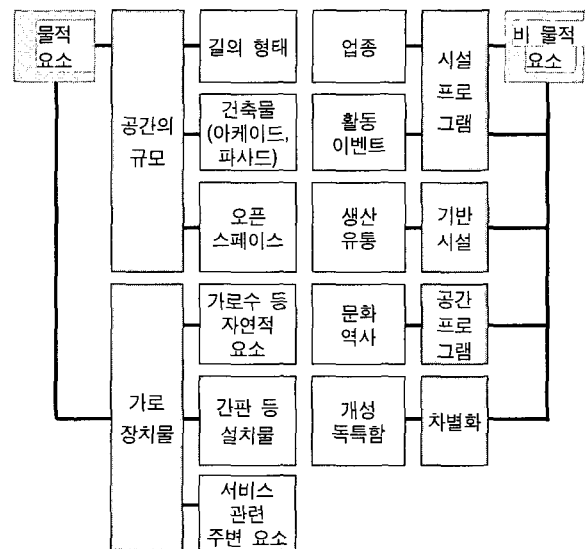 물적
요소
공간의
규모
길의 형태
건축물
(아케이드,
파사드)
오픈
스페이스
가로
장치물
가로수 등
자연적
요소
간판 등
설치물
서비스
관련
주변 요소
업종
활동
이벤트
시설
프로
그램
비 물적
요소
생산
유통
기반
시설
문화
역사
공간
프로
그램
개성
독특함
차별화